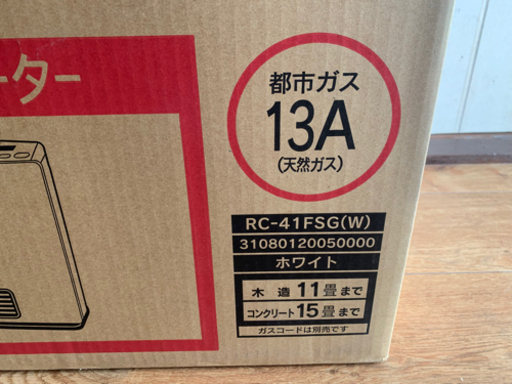 ーター
都市ガス
13A
(天然ガス)
RC-41FSG(W)
31080120050000
ホワイト
木造 11畳まで
コンクリート 15畳まで
ガスコードは別売です